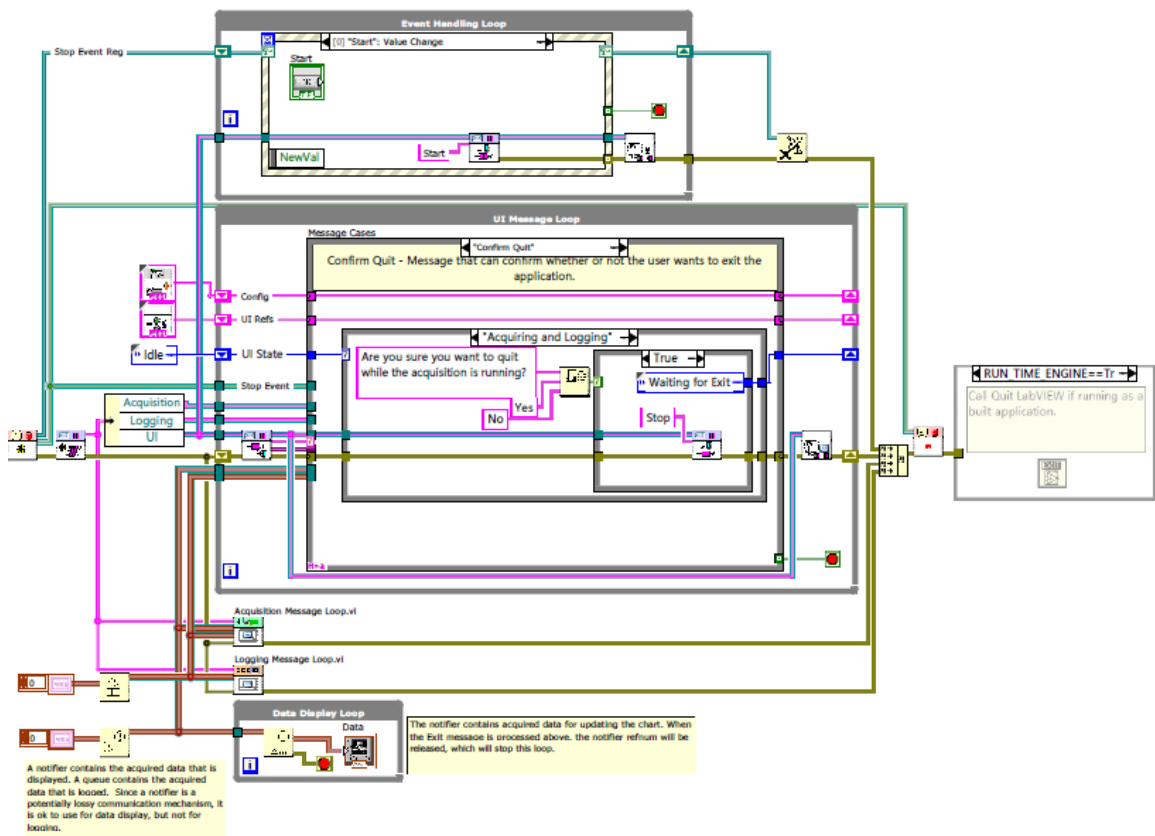 Event Handling Loop
[0] "Start": Value Change
Stop Event Reg
Start
Start
NewVal
UI Message Loop
Message Cases
"Confirm Quit"
Confirm Quit - Message that can confirm whether or not the user wants to exit the
application.
Config
UI Refs
"Acquiring and Logging"
Idle
UI State
Are you sure you want to quit
while the acquisition is running?
True
Waiting for Exit
RUN_TIME_ENGINE==Tr
Call Quit LabVIEW if running as a
built application.
Stop Event
Acquisition
Logging
UI
Yes
No
Stop
Acquisition Message Loop.vi
Logging Message Loop.vi
0
0
Data Display Loop
Data
The notifier contains acquired data for updating the chart. When
the Exit message is processed above, the notifier refnum will be
released, which will stop this loop.
A notifier contains the acquired data that is
displayed. A queue contains the acquired
data that is logged. Since a notifier is a
potentially lossy communication mechanism, it
is ok to use for data display, but not for
logging.